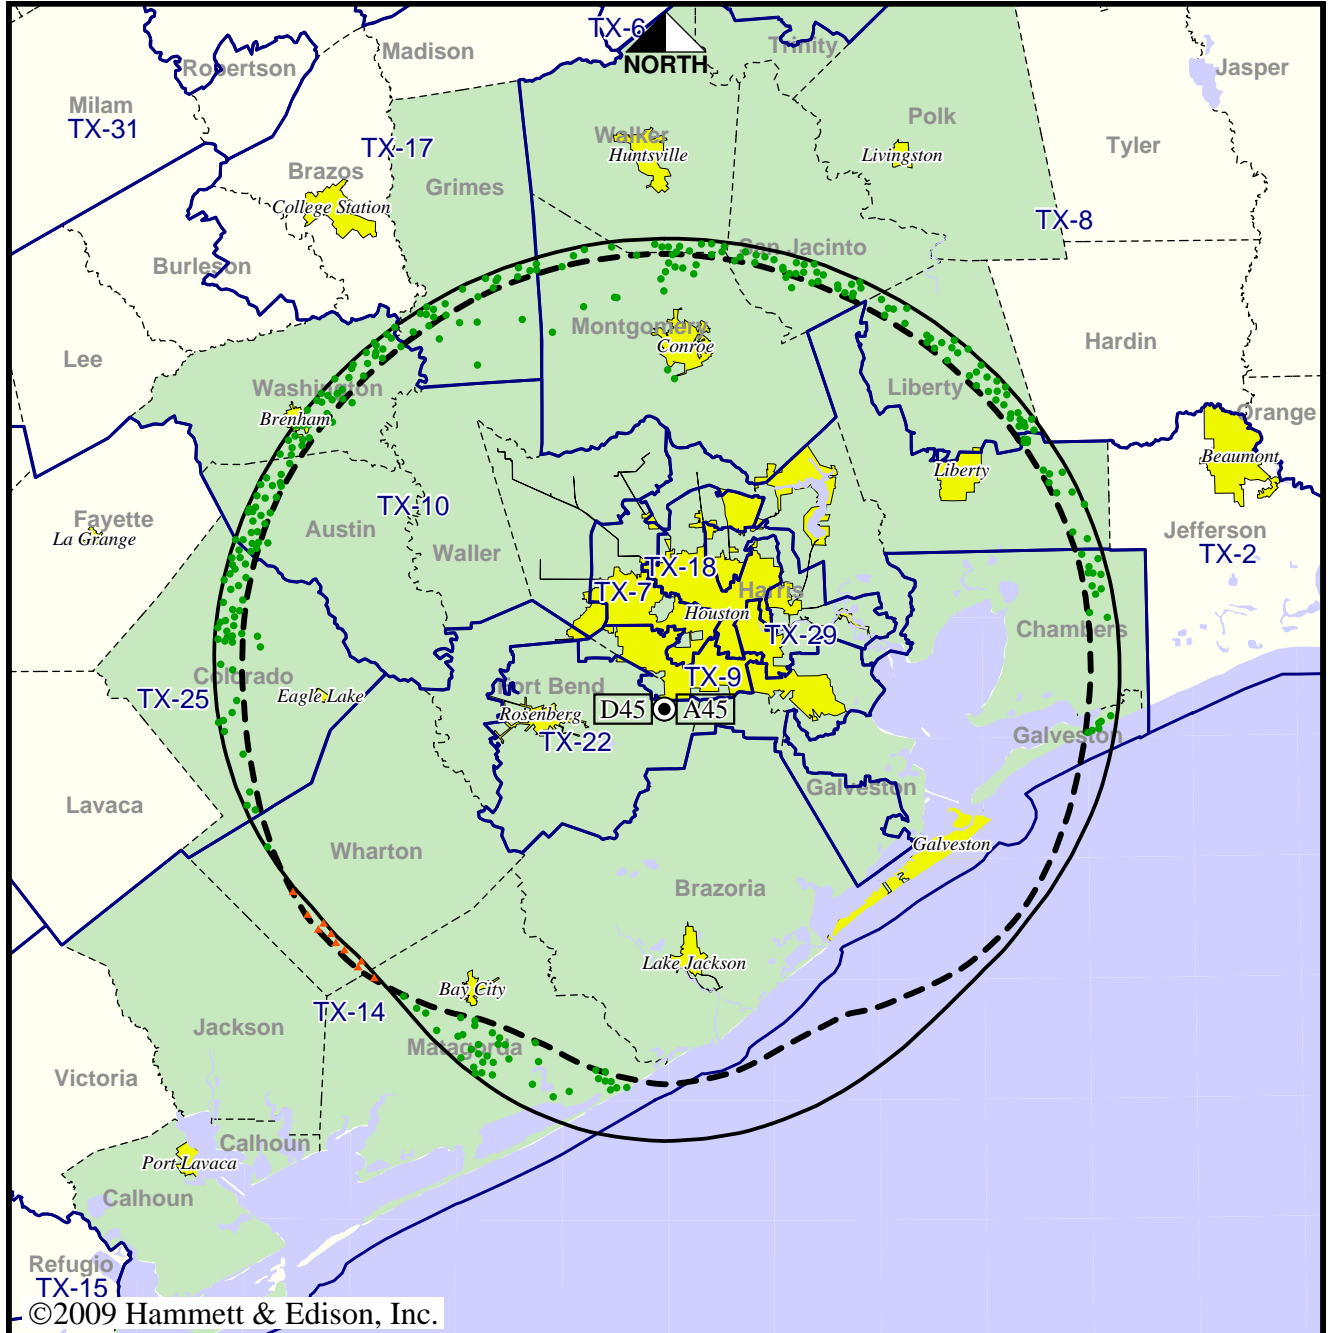 TX-6
NORTH
Trinity
Madison
Robertson
Jasper
Milam
TX-31
Polk
TX-17
Walker
Huntsville
Livingston
Tyler
Brazos
College Station
Grimes
TX-8
San Jacinto
Burleson
Montgomery
Conroe
Hardin
Lee
Washington
Liberty
Brenham
Orange
Beaumont
Liberty
TX-10
Fayette
La Grange
Austin
Waller
Jefferson
TX-2
TX-18
TX-7
Harris
Houston
TX-29
Chambers
Colorado
TX-9
Fort Bend
TX-25
Eagle Lake
Rosenberg
D45
A45
TX-22
Galveston
Galveston
Lavaca
Wharton
Galveston
Brazoria
Lake Jackson
Bay City
TX-14
Jackson
Matagorda
Victoria
Calhoun
Port Lavaca
Calhoun
Refugio
TX-15
©2009 Hammett & Edison, Inc.